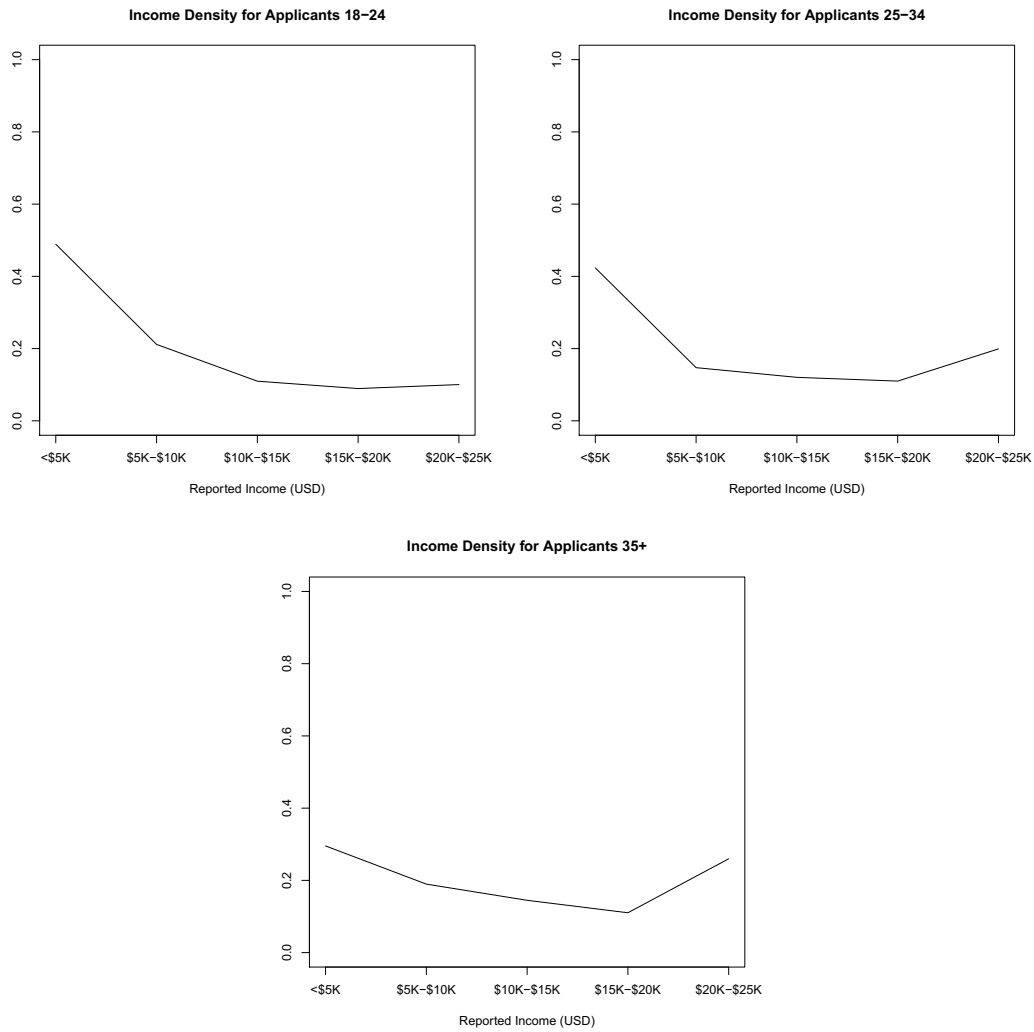 Income Density for Applicants 18−24
1.0
0.8
0.6
0.4
0.2
0.0
<$5K $5K−$10K $10K−$15K $15K−$20K $20K−$25K
Reported Income (USD)
Income Density for Applicants 25−34
1.0
0.8
0.6
0.4
0.2
0.0
<$5K $5K−$10K $10K−$15K $15K−$20K $20K−$25K
Reported Income (USD)
Income Density for Applicants 35+
1.0
0.8
0.6
0.4
0.2
0.0
<$5K $5K−$10K $10K−$15K $15K−$20K $20K−$25K
Reported Income (USD)